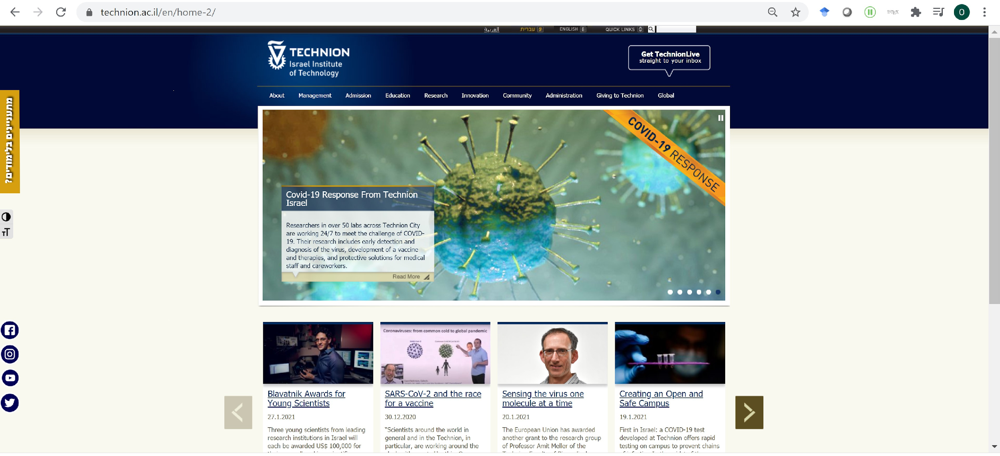 technion.ac.il/en/home-2/
O
العربية
עברית ע
ENGLISH E
QUICK LINKS
TECHNION
Israel Institute
of Technology
Get TechnionLive
straight to your inbox
About Management Admission Education Research Innovation Community Administration Giving to Technion Global
מתעניינים בלימודים?
COVID-19 RESPONSE
Covid-19 Response From Technion
Israel
Researchers in over 50 labs across Technion City
are working 24/7 to meet the challenge of COVID-
19. Their research includes early detection and
diagnosis of the virus, development of a vaccine
and therapies, and protective solutions for medical
staff and careworkers.
Read More
TT
Coronaviruses: from common cold to global pandemic
SARS-CoV-2
Blavatnik Awards for
Young Scientists
27.1.2021
Three young scientists from leading
research institutions in Israel will
each be awarded US$ 100,000 for
SARS-CoV-2 and the race
for a vaccine
30.12.2020
"Scientists around the world in
general and in the Technion, in
particular, are working around the
Sensing the virus one
molecule at a time
20.1.2021
The European Union has awarded
another grant to the research group
of Professor Amit Meller of the
Creating an Open and
Safe Campus
19.1.2021
First in Israel: a COVID-19 test
developed at Technion offers rapid
testing on campus to prevent chains